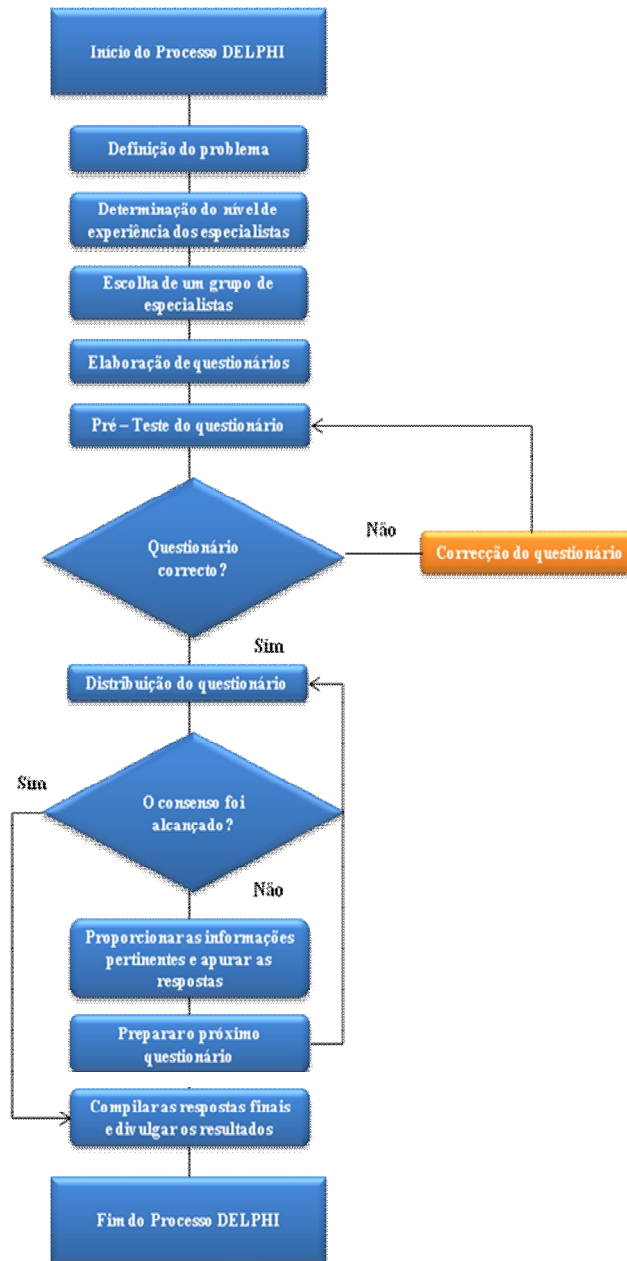 Início do Processo DELPHI
Definição do problema
Determinação do nível de
experiência dos especialistas
Escolha de um grupo de
especialistas
Elaboração de questionários
Pré – Teste do questionário
Questionário
correcto?
Não
Correcção do questionário
Sim
Distribuição do questionário
Sim
O consenso foi
alcançado?
Não
Proporcionar as informações
pertinentes e apurar as
respostas
Preparar o próximo
questionário
Compilar as respostas finais
e divulgar os resultados
Fim do Processo DELPHI